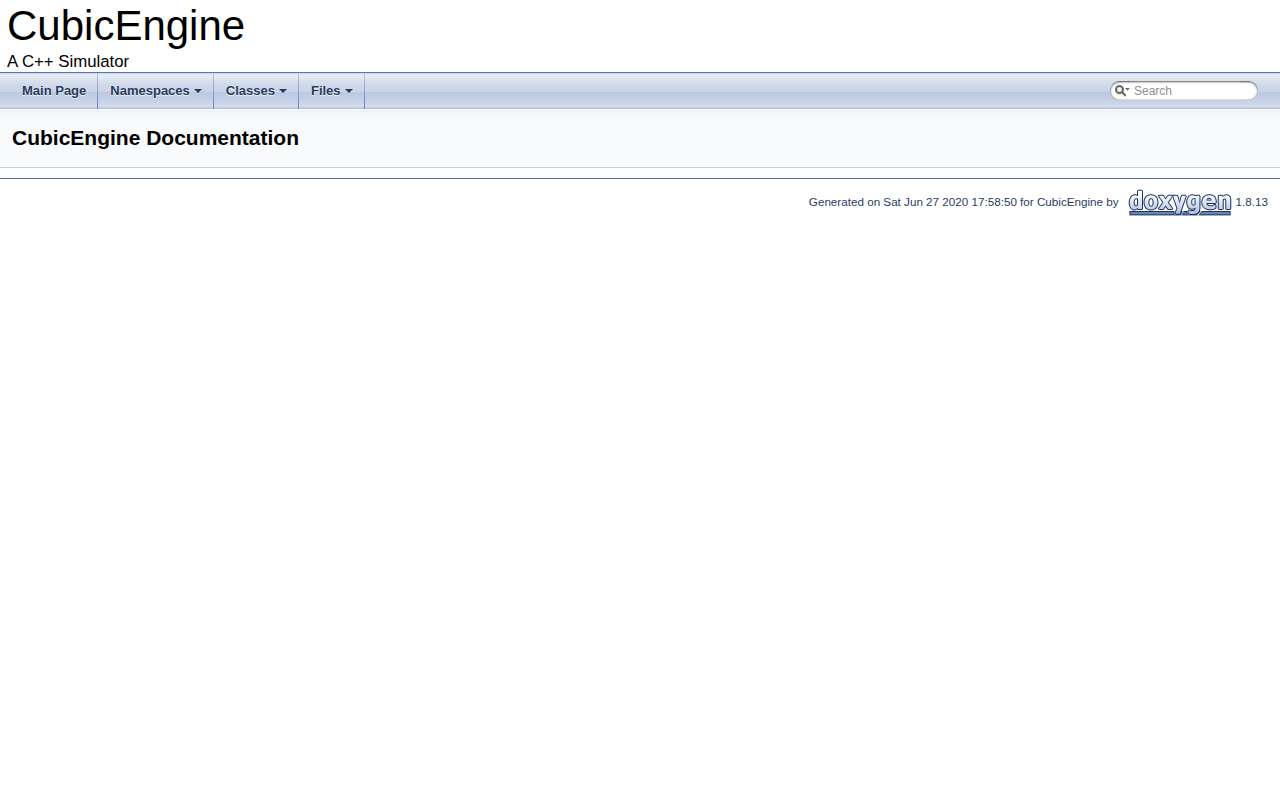 CubicEngine
A C++ Simulator
Main Page Namespaces Classes Files Search
CubicEngine Documentation
Generated on Sat Jun 27 2020 17:58:50 for CubicEngine by doxygen 1.8.13